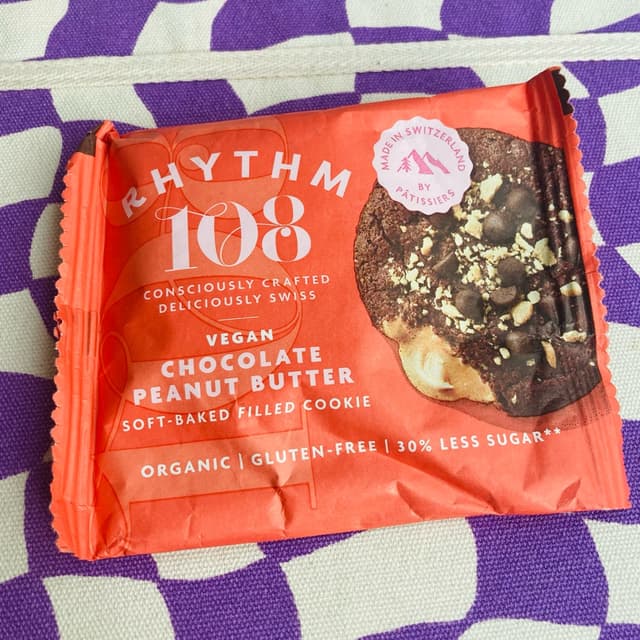 RHYTHM
108
CONSCIOUSLY CRAFTED
DELICIOUSLY SWISS
VEGAN
CHOCOLATE
PEANUT BUTTER
SOFT-BAKED FILLED COOKIE
ORGANIC | GLUTEN-FREE | 30% LESS SUGAR**
MADE IN SWITZERLAND
BY
PÂTISSIERS